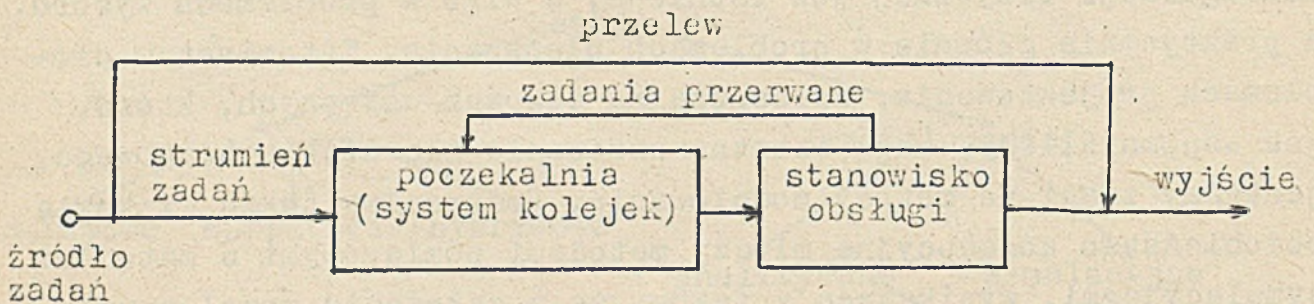 przelew
zadania przerwane
strumień
zadań
poczekalnia
(system kolejek)
stanowisko
obsługi
wyjście
źródło
zadań